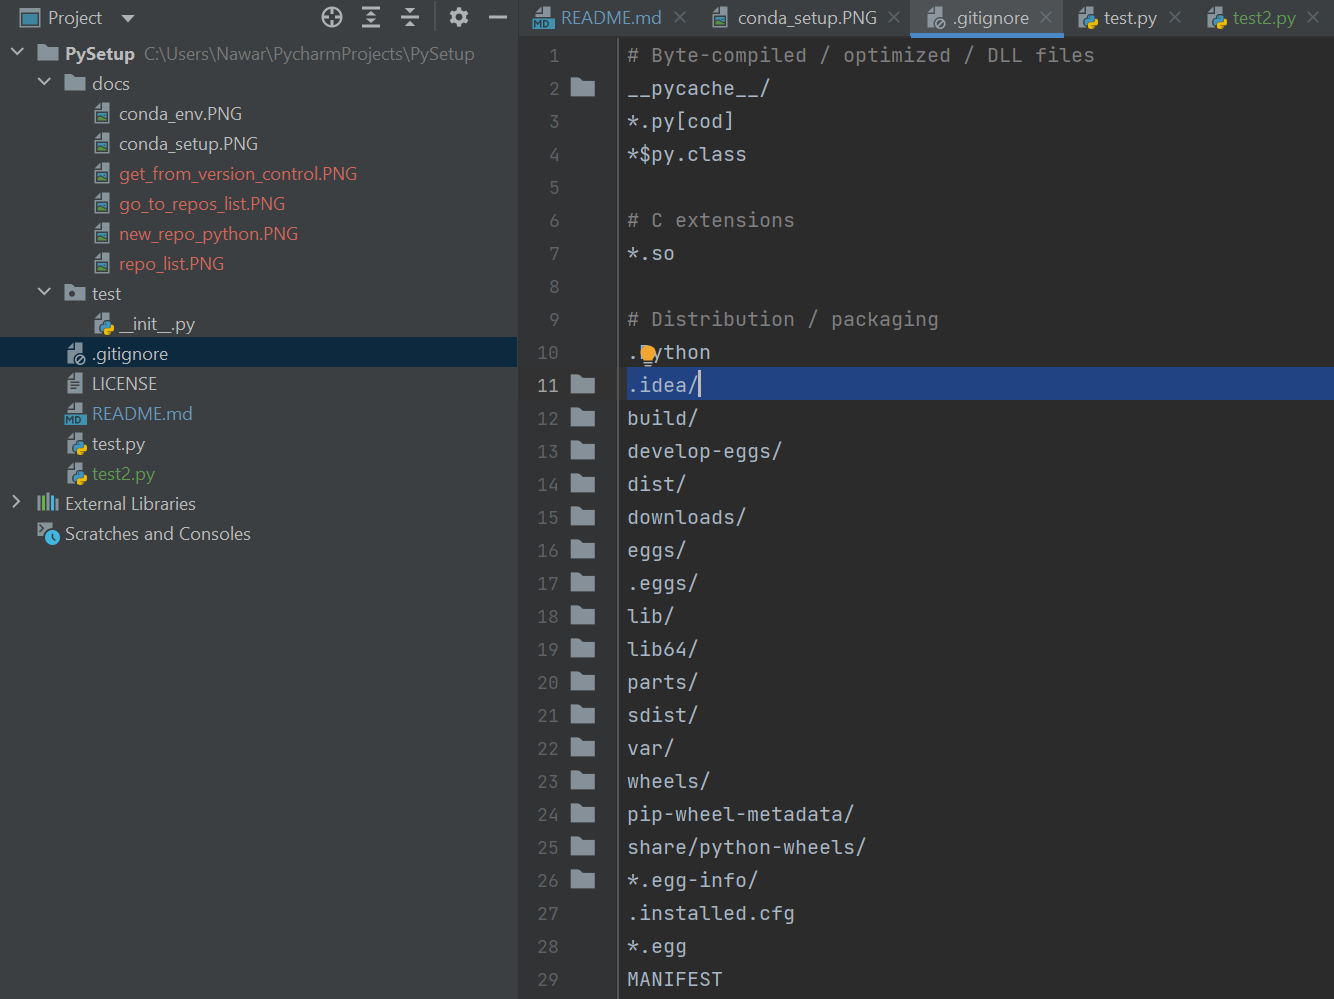 Project
PySetup C:\Users\Nawar\PycharmProjects\PySetup
docs
conda_env.PNG
conda_setup.PNG
get_from_version_control.PNG
go_to_repos_list.PNG
new_repo_python.PNG
repo_list.PNG
test
__init__.py
.gitignore
LICENSE
MD README.md
test.py
test2.py
External Libraries
Scratches and Consoles
MD README.md conda_setup.PNG .gitignore test.py test2.py
1 # Byte-compiled / optimized / DLL files
2 __pycache__/
3 *.py[cod]
4 *$py.class
5
6 # C extensions
7 *.so
8
9 # Distribution / packaging
10 .Python
11 .idea/
12 build/
13 develop-eggs/
14 dist/
15 downloads/
16 eggs/
17 .eggs/
18 lib/
19 lib64/
20 parts/
21 sdist/
22 var/
23 wheels/
24 pip-wheel-metadata/
25 share/python-wheels/
26 *.egg-info/
27 .installed.cfg
28 *.egg
29 MANIFEST